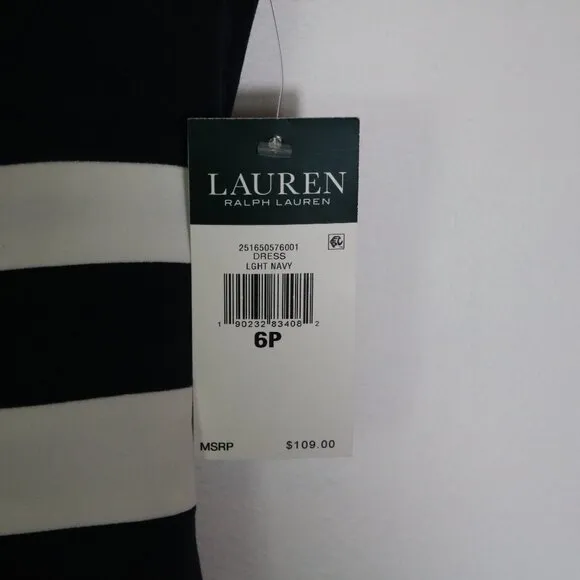 LAUREN
RALPH LAUREN
251650576001
DRESS
LGHT NAVY
1 90232 83408 2
6P
MSRP $109.00